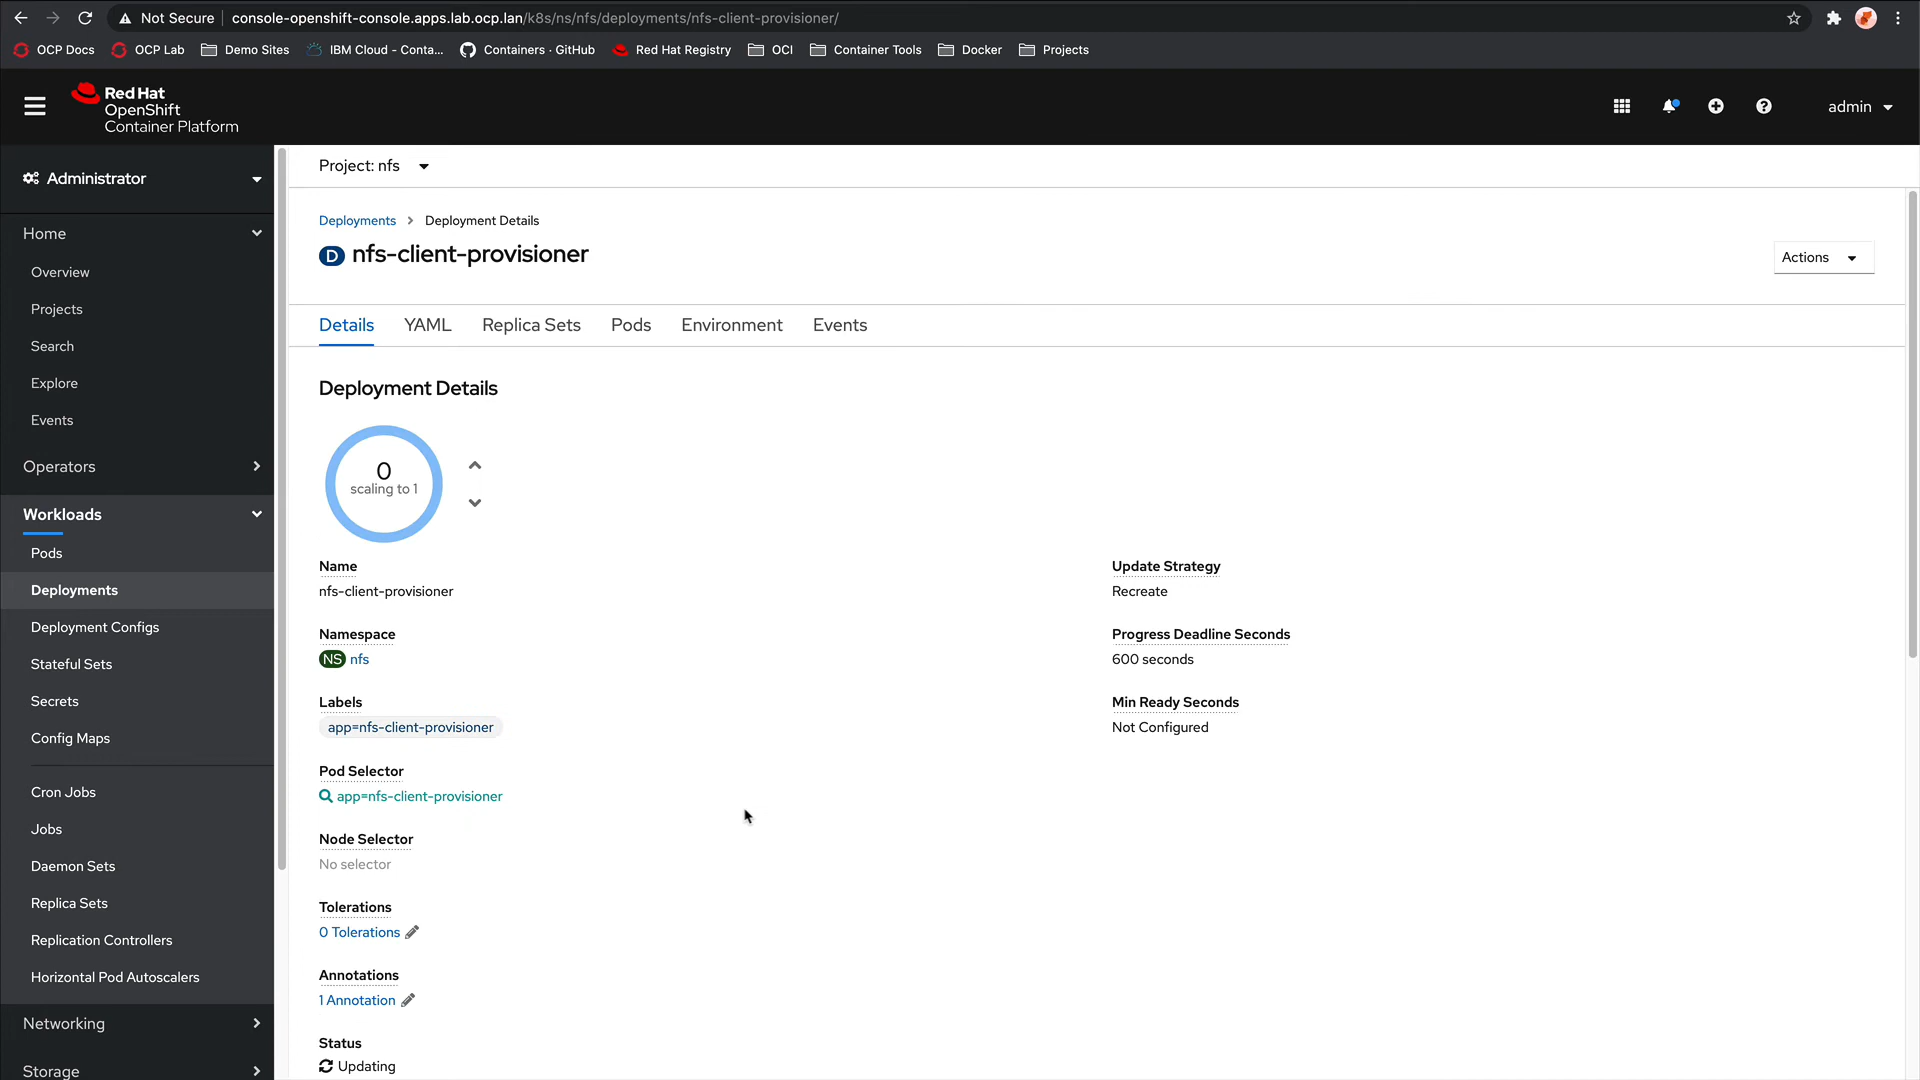 Not Secure
console-openshift-console.apps.lab.ocp.lan/k8s/ns/nfs/deployments/nfs-client-provisioner/
OCP Docs
OCP Lab
Demo Sites
IBM Cloud - Conta...
Containers · GitHub
Red Hat Registry
OCI
Container Tools
Docker
Projects
Red Hat
OpenShift
Container Platform
admin
Administrator
Home
Overview
Projects
Search
Explore
Events
Operators
Workloads
Pods
Deployments
Deployment Configs
Stateful Sets
Secrets
Config Maps
Cron Jobs
Jobs
Daemon Sets
Replica Sets
Replication Controllers
Horizontal Pod Autoscalers
Networking
Storage
Project: nfs
Deployments
Deployment Details
D nfs-client-provisioner
Actions
Details
YAML
Replica Sets
Pods
Environment
Events
Deployment Details
0
scaling to 1
Name
nfs-client-provisioner
Namespace
NS nfs
Labels
app=nfs-client-provisioner
Pod Selector
app=nfs-client-provisioner
Node Selector
No selector
Tolerations
0 Tolerations
Annotations
1 Annotation
Status
Updating
Update Strategy
Recreate
Progress Deadline Seconds
600 seconds
Min Ready Seconds
Not Configured